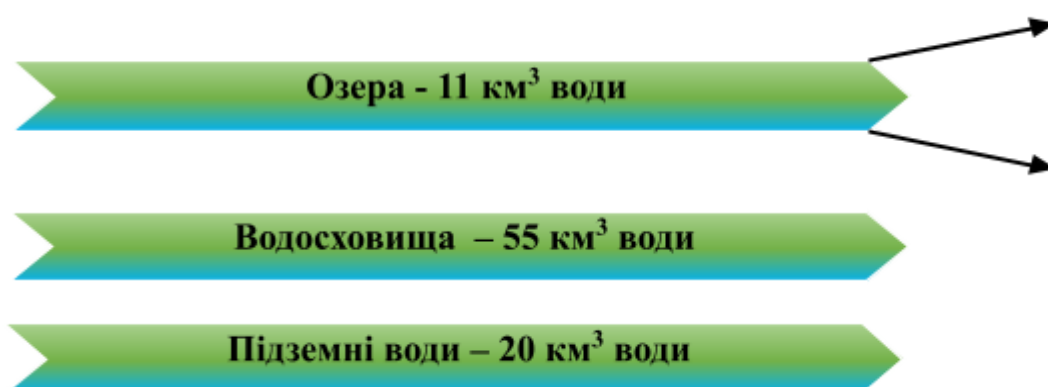 Озера - 11 км³ води
Водосховища – 55 км³ води
Підземні води – 20 км³ води